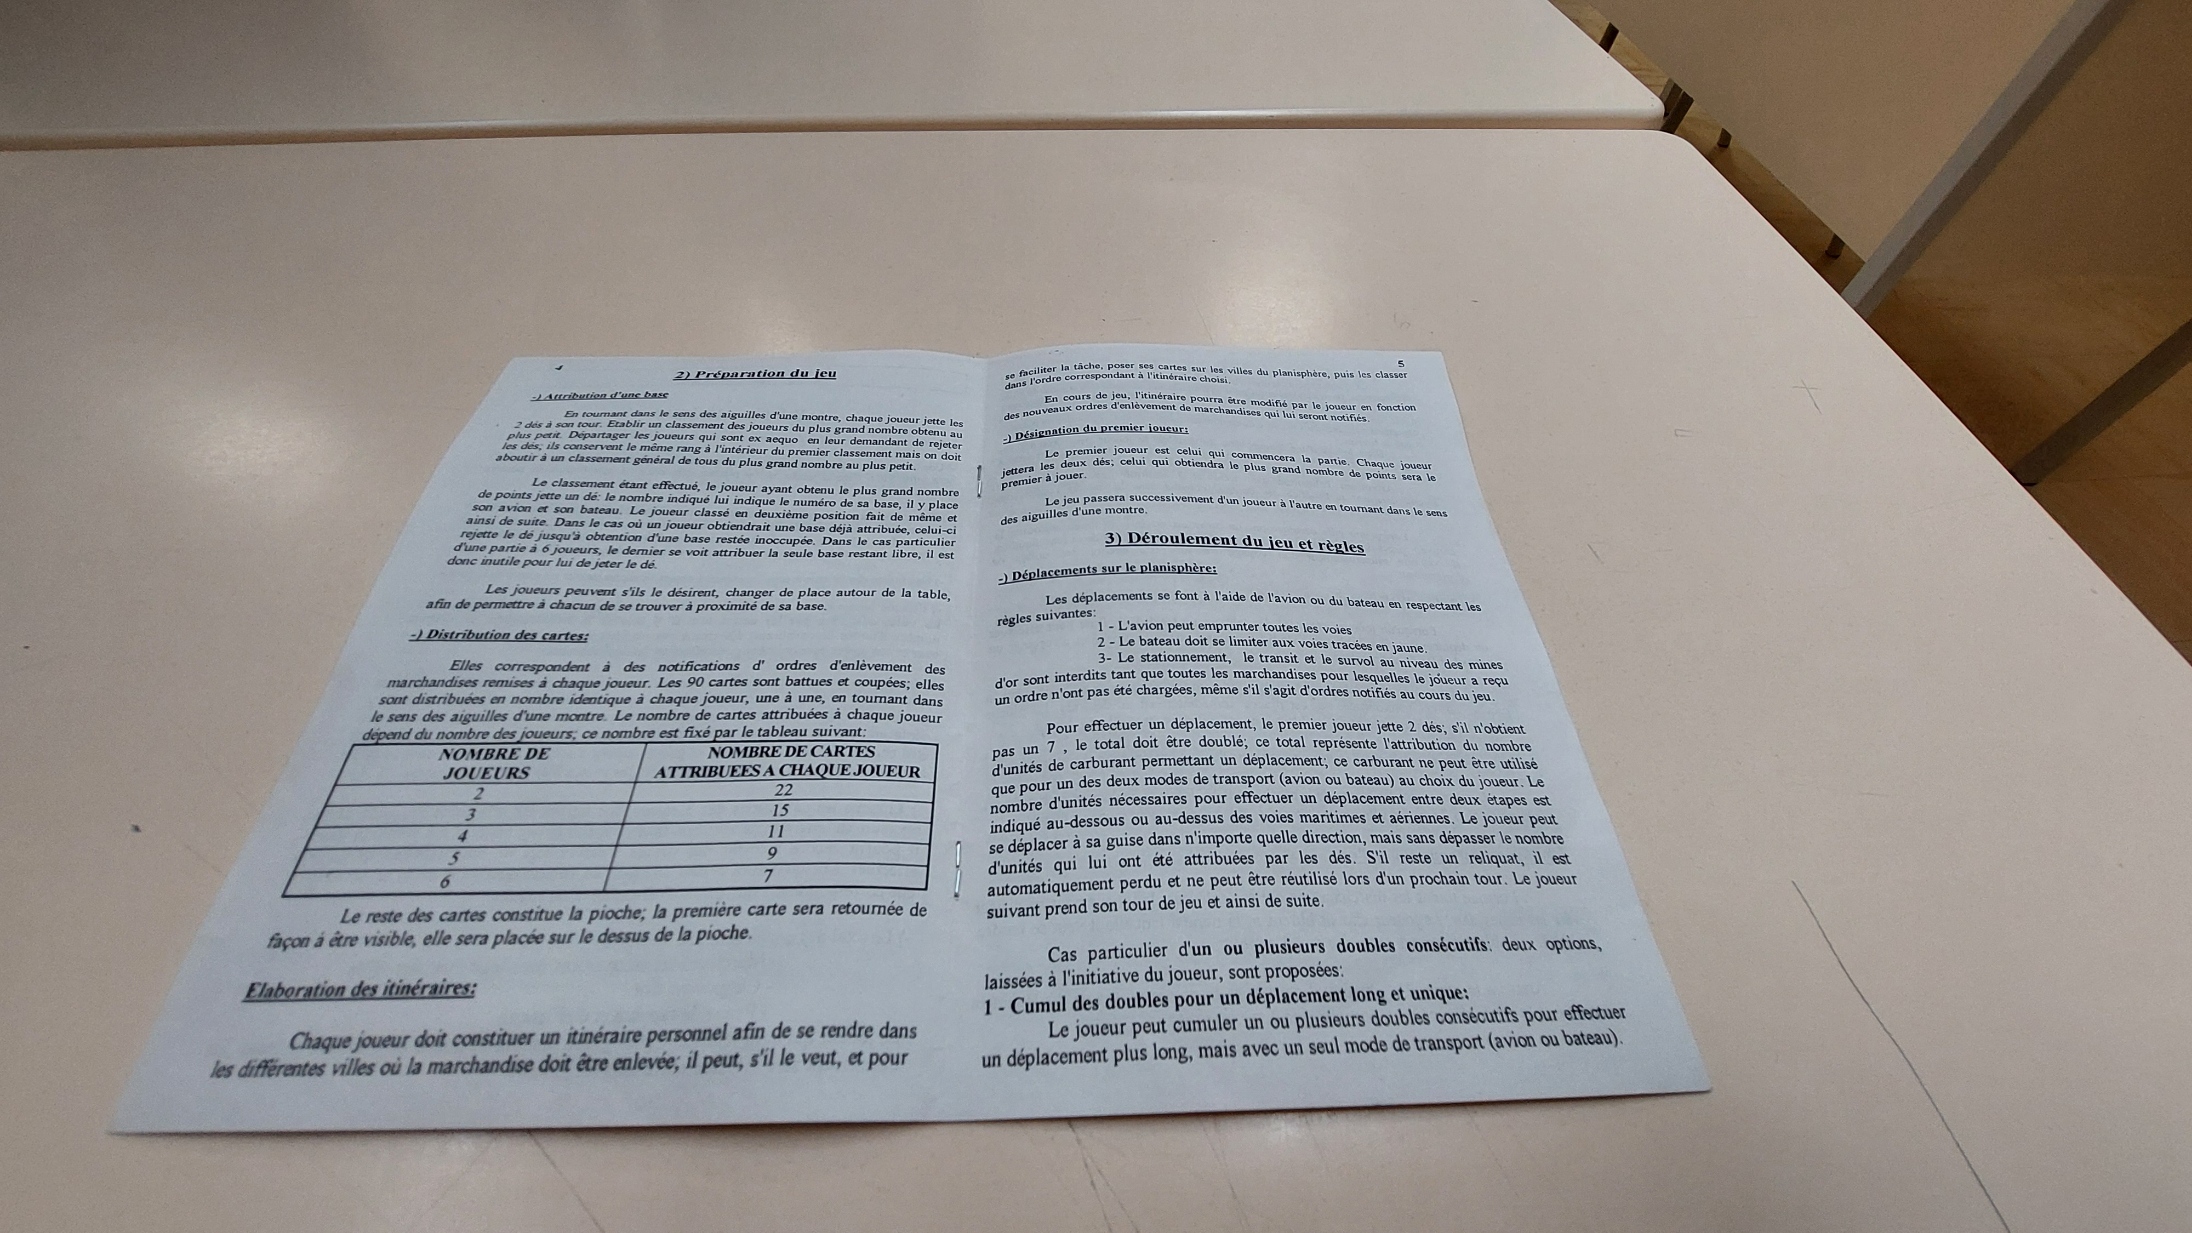 2) Préparation du jeu
-) Attribution d'une base
En tournant dans le sens des aiguilles d'une montre, chaque joueur jette les
2 dés à son tour. Etablir un classement des joueurs du plus grand nombre obtenu au
plus petit. Départager les joueurs qui sont ex aequo en leur demandant de rejeter
les dés; ils conservent le même rang à l'intérieur du premier classement mais on doit
aboutir à un classement général de tous du plus grand nombre au plus petit.
Le classement étant effectué, le joueur ayant obtenu le plus grand nombre
de points jette un dé: le nombre indiqué lui indique le numéro de sa base, il y place
son avion et son bateau. Le joueur classé en deuxième position fait de même et
ainsi de suite. Dans le cas où un joueur obtiendrait une base déjà attribuée, celui-ci
rejette le dé jusqu'à obtention d'une base restée inoccupée. Dans le cas particulier
d'une partie à 6 joueurs, le dernier se voit attribuer la seule base restant libre, il est
donc inutile pour lui de jeter le dé.
Les joueurs peuvent s'ils le désirent, changer de place autour de la table,
afin de permettre à chacun de se trouver à proximité de sa base.
-) Distribution des cartes:
Elles correspondent à des notifications d' ordres d'enlèvement des
marchandises remises à chaque joueur. Les 90 cartes sont battues et coupées; elles
sont distribuées en nombre identique à chaque joueur, une à une, en tournant dans
le sens des aiguilles d'une montre. Le nombre de cartes attribuées à chaque joueur
dépend du nombre des joueurs; ce nombre est fixé par le tableau suivant:
NOMBRE DE JOUEURS NOMBRE DE CARTES ATTRIBUEES A CHAQUE JOUEUR
2 22
3 15
4 11
5 9
6 7
Le reste des cartes constitue la pioche; la première carte sera retournée de
façon á être visible, elle sera placée sur le dessus de la pioche.
Elaboration des itinéraires:
Chaque joueur doit constituer un itinéraire personnel afin de se rendre dans
les différentes villes où la marchandise doit être enlevée; il peut, s'il le veut, et pour
5
se faciliter la tâche, poser ses cartes sur les villes du planisphère, puis les classer
dans l'ordre correspondant à l'itinéraire choisi.
En cours de jeu, l'itinéraire pourra être modifié par le joueur en fonction
des nouveaux ordres d'enlèvement de marchandises qui lui seront notifiés.
-) Désignation du premier joueur:
Le premier joueur est celui qui commencera la partie. Chaque joueur
jettera les deux dés; celui qui obtiendra le plus grand nombre de points sera le
premier à jouer.
Le jeu passera successivement d'un joueur à l'autre en tournant dans le sens
des aiguilles d'une montre.
3) Déroulement du jeu et règles
-) Déplacements sur le planisphère:
Les déplacements se font à l'aide de l'avion ou du bateau en respectant les
règles suivantes:
1 - L'avion peut emprunter toutes les voies
2 - Le bateau doit se limiter aux voies tracées en jaune.
3- Le stationnement, le transit et le survol au niveau des mines
d'or sont interdits tant que toutes les marchandises pour lesquelles le joueur a reçu
un ordre n'ont pas été chargées, même s'il s'agit d'ordres notifiés au cours du jeu.
Pour effectuer un déplacement, le premier joueur jette 2 dés; s'il n'obtient
pas un 7 , le total doit être doublé; ce total représente l'attribution du nombre
d'unités de carburant permettant un déplacement; ce carburant ne peut être utilisé
que pour un des deux modes de transport (avion ou bateau) au choix du joueur. Le
nombre d'unités nécessaires pour effectuer un déplacement entre deux étapes est
indiqué au-dessous ou au-dessus des voies maritimes et aériennes. Le joueur peut
se déplacer à sa guise dans n'importe quelle direction, mais sans dépasser le nombre
d'unités qui lui ont été attribuées par les dés. S'il reste un reliquat, il est
automatiquement perdu et ne peut être réutilisé lors d'un prochain tour. Le joueur
suivant prend son tour de jeu et ainsi de suite.
Cas particulier d'un ou plusieurs doubles consécutifs: deux options,
laissées à l'initiative du joueur, sont proposées:
1 - Cumul des doubles pour un déplacement long et unique:
Le joueur peut cumuler un ou plusieurs doubles consécutifs pour effectuer
un déplacement plus long, mais avec un seul mode de transport (avion ou bateau).